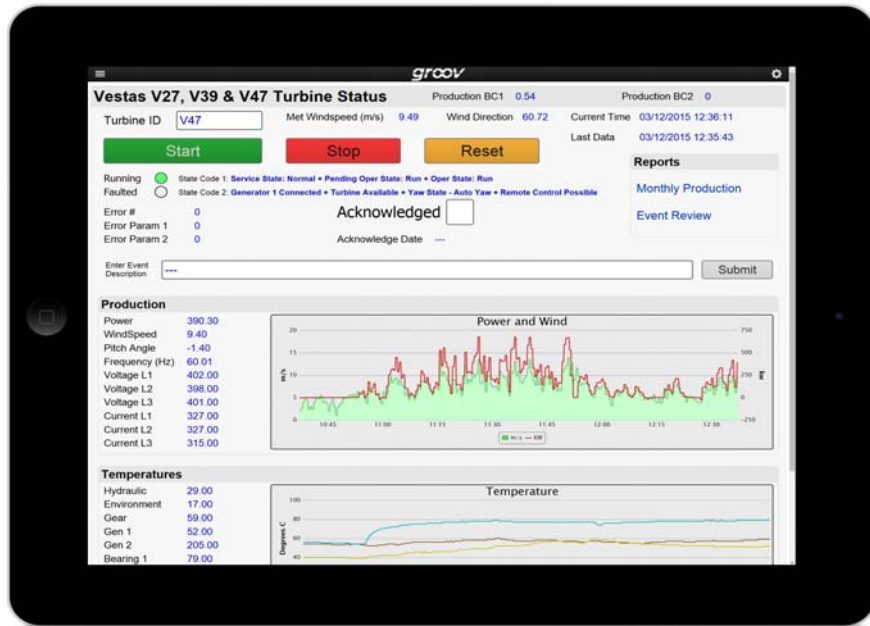 groov
Vestas V27, V39 & V47 Turbine Status Production BC1 0.54 Production BC2 0
Turbine ID V47 Met Windspeed (m/s) 9.49 Wind Direction 60.72 Current Time 03/12/2015 12:36:11
Last Data 03/12/2015 12:35:43
Start Stop Reset
Reports
Running State Code 1: Service State: Normal + Pending Oper State: Run + Oper State: Run
Monthly Production
Faulted State Code 2: Generator 1 Connected + Turbine Available + Yaw State - Auto Yaw + Remote Control Possible
Error # 0 Acknowledged
Event Review
Error Param 1 0
Error Param 2 0 Acknowledge Date ---
Enter Event
Description --- Submit
Production
Power 390.30
WindSpeed 9.40
Pitch Angle -1.40
Frequency (Hz) 60.01
Voltage L1 402.00
Voltage L2 398.00
Voltage L3 401.00
Current L1 327.00
Current L2 327.00
Current L3 315.00
Power and Wind
20 750
15 500
10 250
5 0
0 -250
m/s kw
10:45 11:00 11:15 11:30 11:45 12:00 12:15 12:30
m/s KW
Temperatures
Hydraulic 29.00
Environment 17.00
Gear 59.00
Gen 1 52.00
Gen 2 205.00
Bearing 1 79.00
Temperature
100
80
60
40
Degrees C